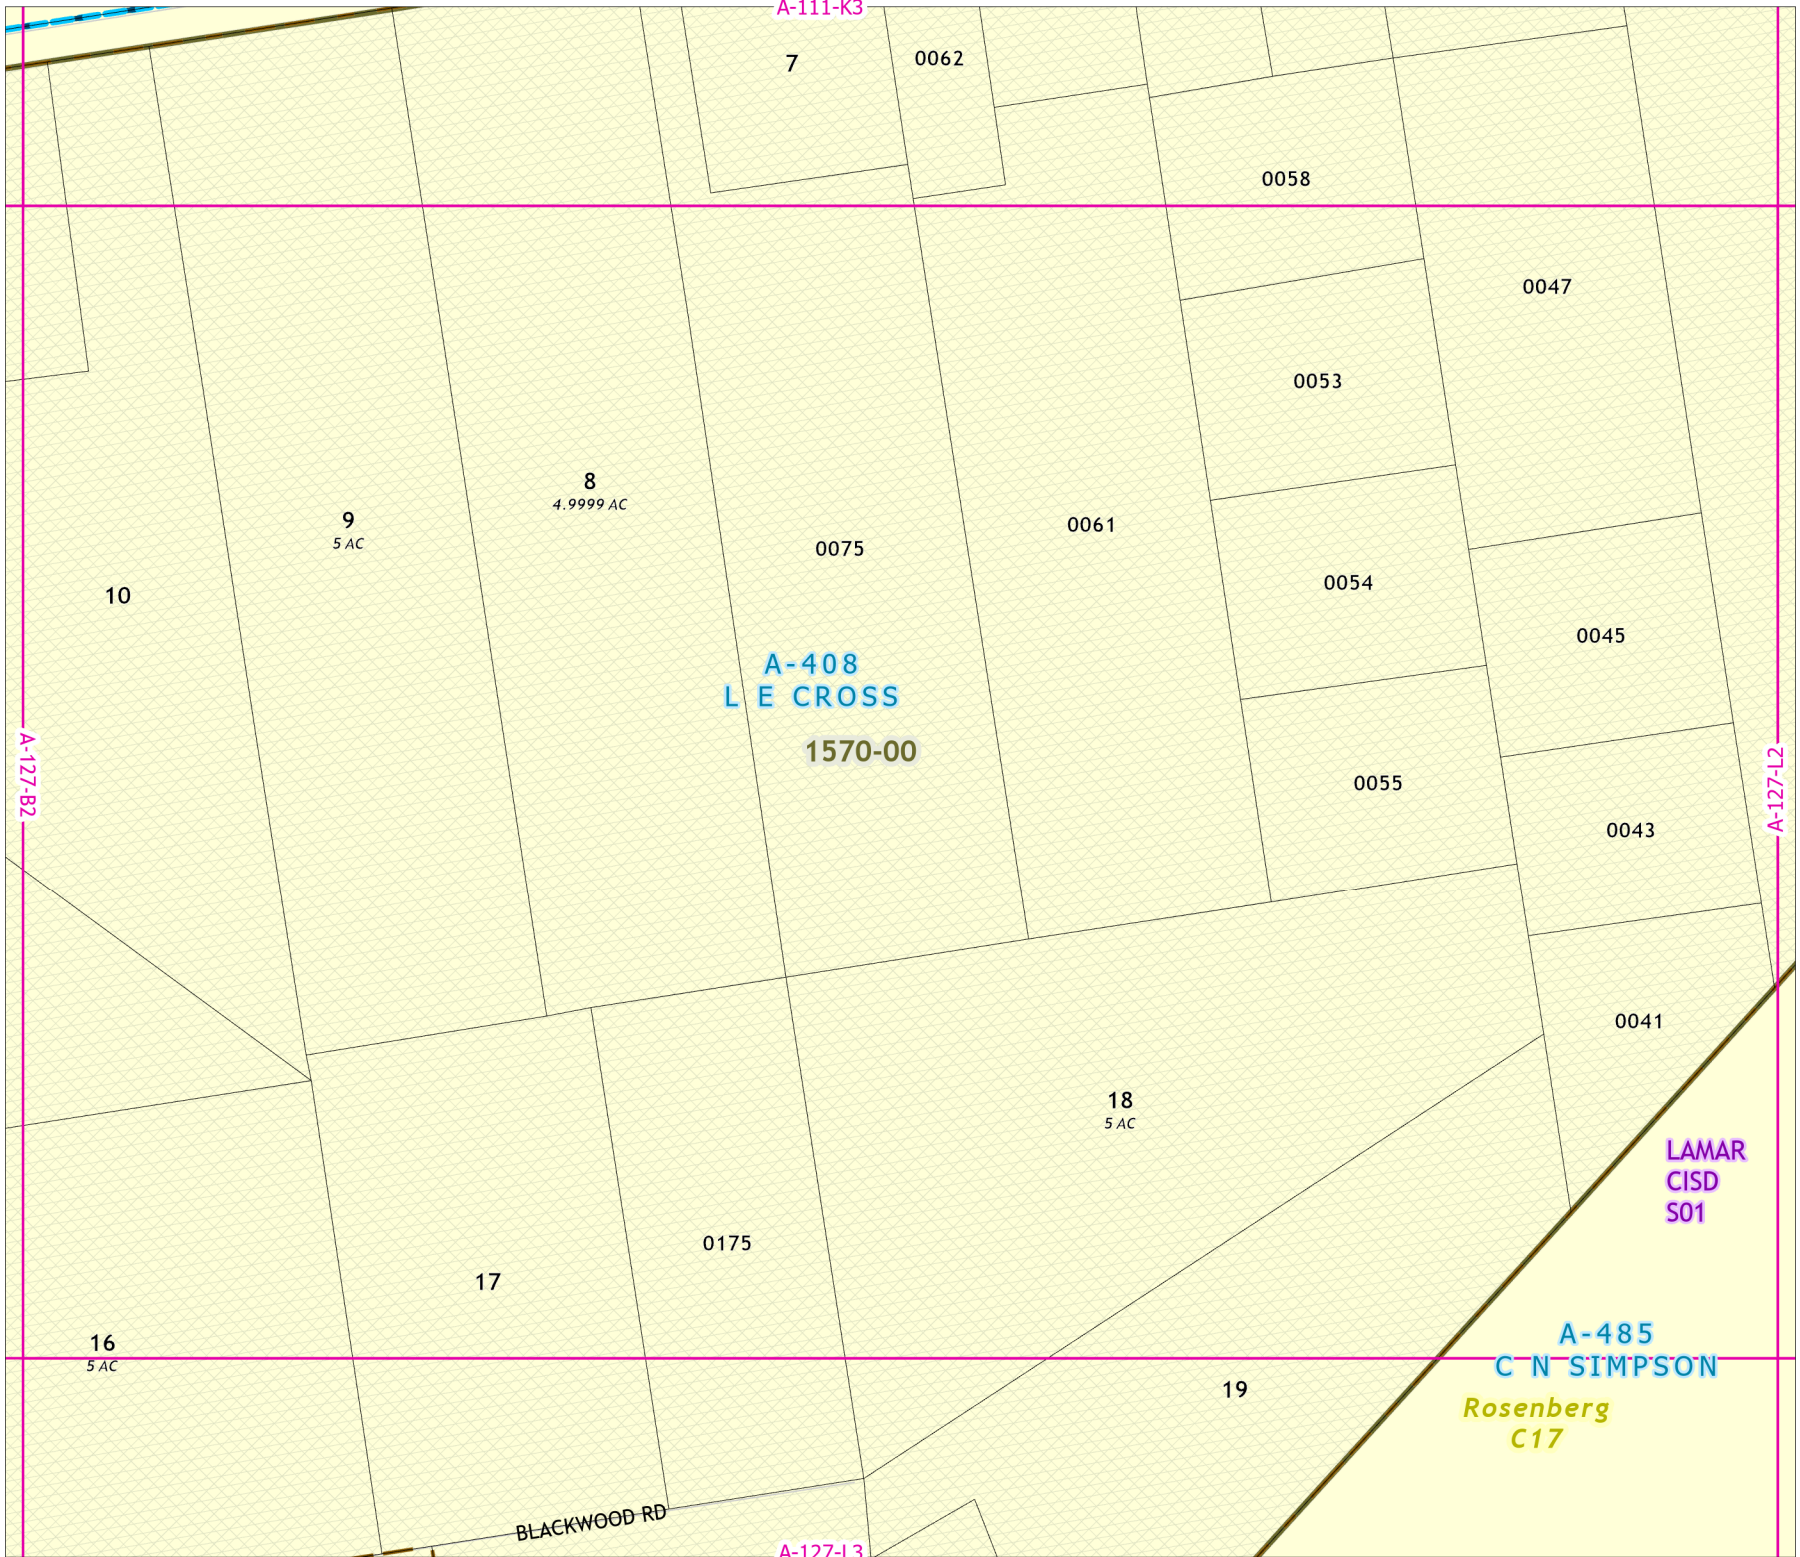 A-111-K3
7
0062
0058
0047
0053
8
4.9999 AC
9
5 AC
0061
0075
0054
10
0045
A-408
L E CROSS
1570-00
A-127-B2
A-127-L2
0055
0043
0041
18
5 AC
LAMAR
CISD
S01
0175
17
16
5 AC
A-485
C N SIMPSON
19
Rosenberg
C17
BLACKWOOD RD
A-127-L3